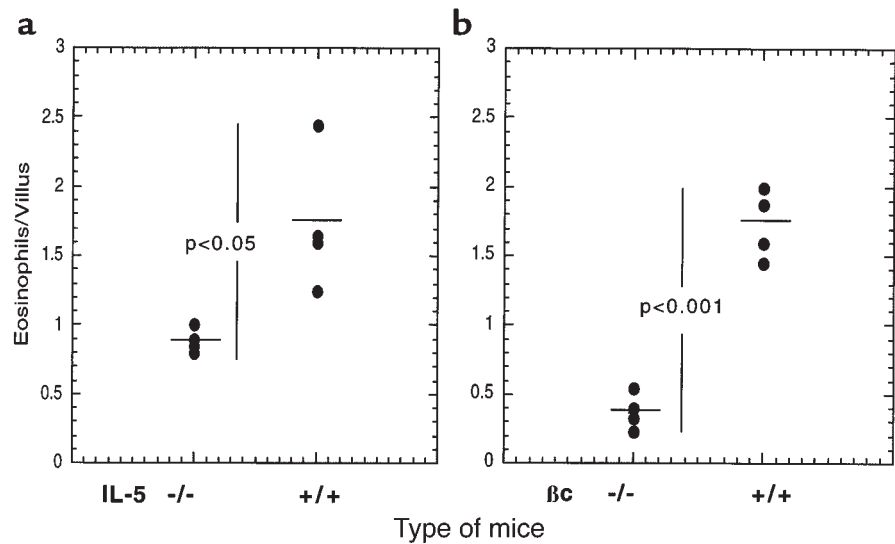 a
b
Eosinophils/Villus
3
2.5
2
1.5
1
0.5
0
p<0.05
IL-5 -/- +/+
3
2.5
2
1.5
1
0.5
0
p<0.001
ßc -/- +/+
Type of mice